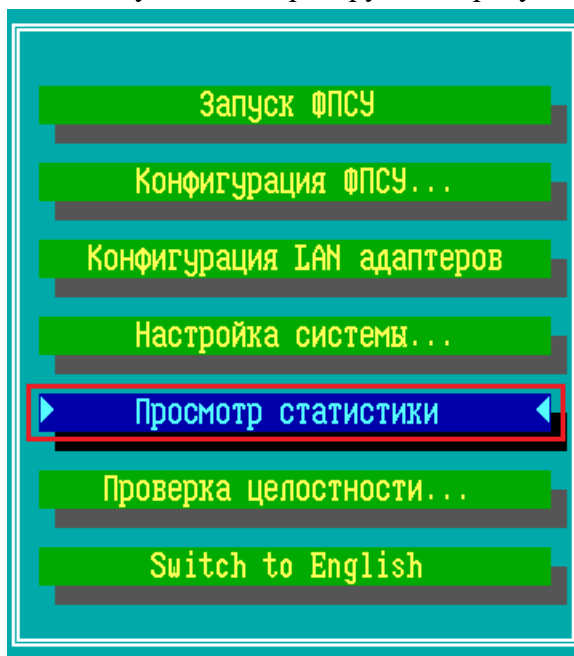 Запуск ФПСУ
Конфигурация ФПСУ...
Конфигурация LAN адаптеров
Настройка системы...
Просмотр статистики
Проверка целостности...
Switch to English